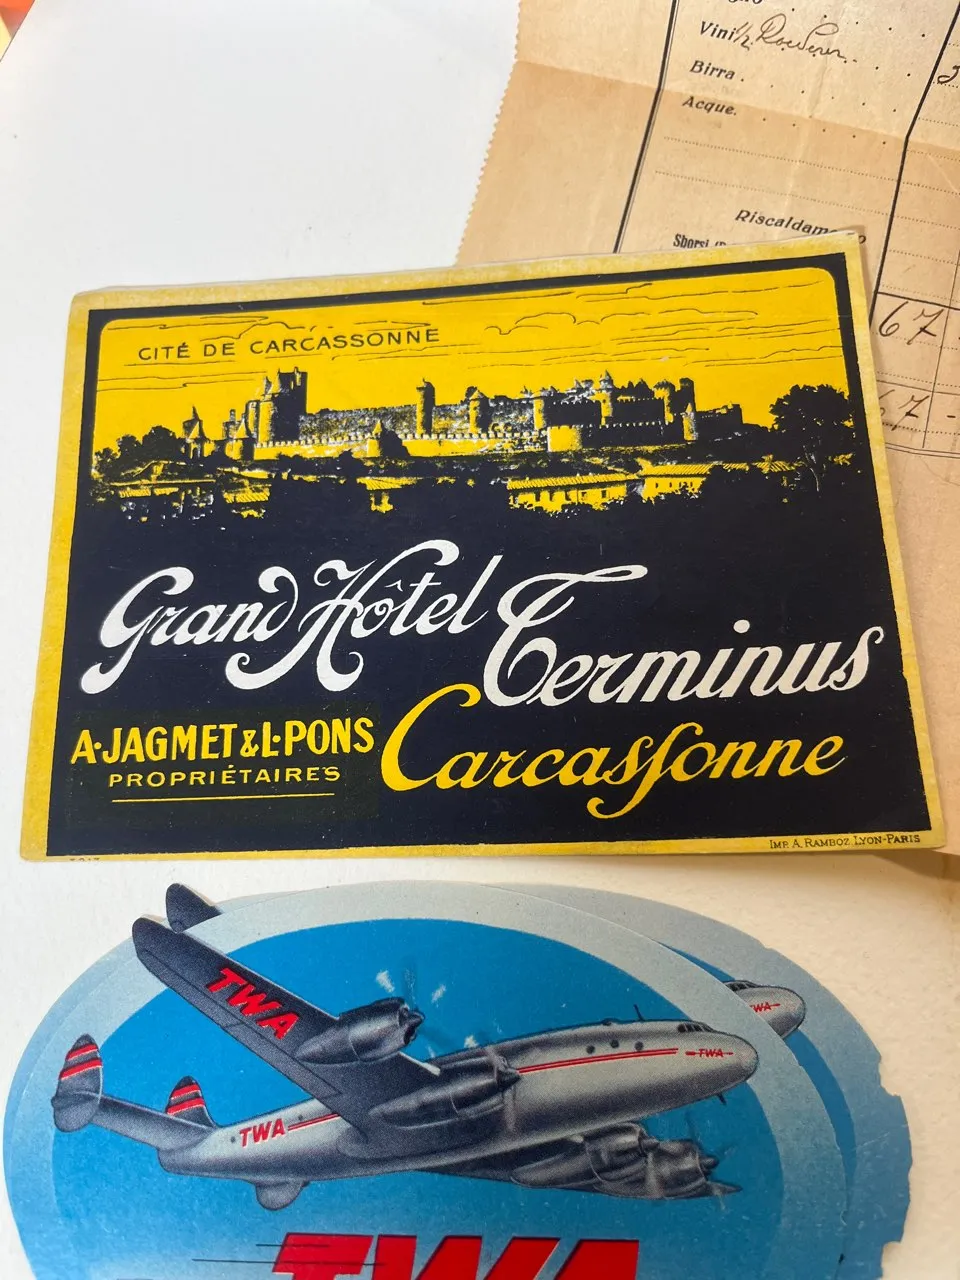 Vini
Birra .
Acque.
Riscaldam
Sborsi
67
67 -
CITÉ DE CARCASSONNE
Grand Hôtel Terminus
Carcassonne
A·JAGMET & L·PONS
PROPRIÉTAIRES
IMP. A. RAMBOZ LYON-PARIS
TWA
TWA
TWA
TWA
TWA